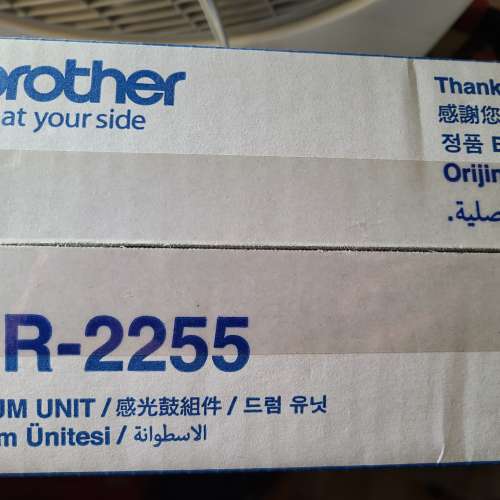 brother
at your side
Thank
感謝您
정품 B
Orijin
صلية.
R-2255
UM UNIT / 感光鼓組件 / 드럼 유닛
m Ünitesi / الاسطوانة